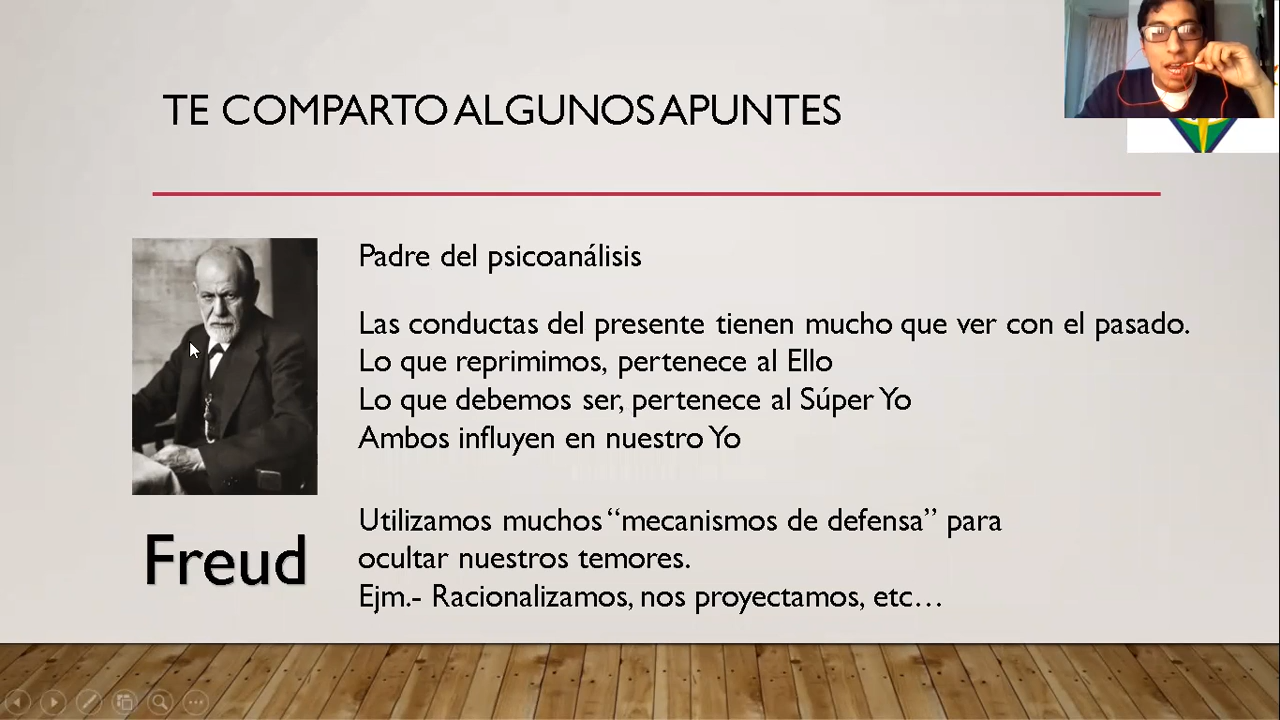 TE COMPARTO ALGUNOS APUNTES
Padre del psicoanálisis
Las conductas del presente tienen mucho que ver con el pasado.
Lo que reprimimos, pertenece al Ello
Lo que debemos ser, pertenece al Súper Yo
Ambos influyen en nuestro Yo
Utilizamos muchos “mecanismos de defensa” para
ocultar nuestros temores.
Ejm.- Racionalizamos, nos proyectamos, etc…
Freud